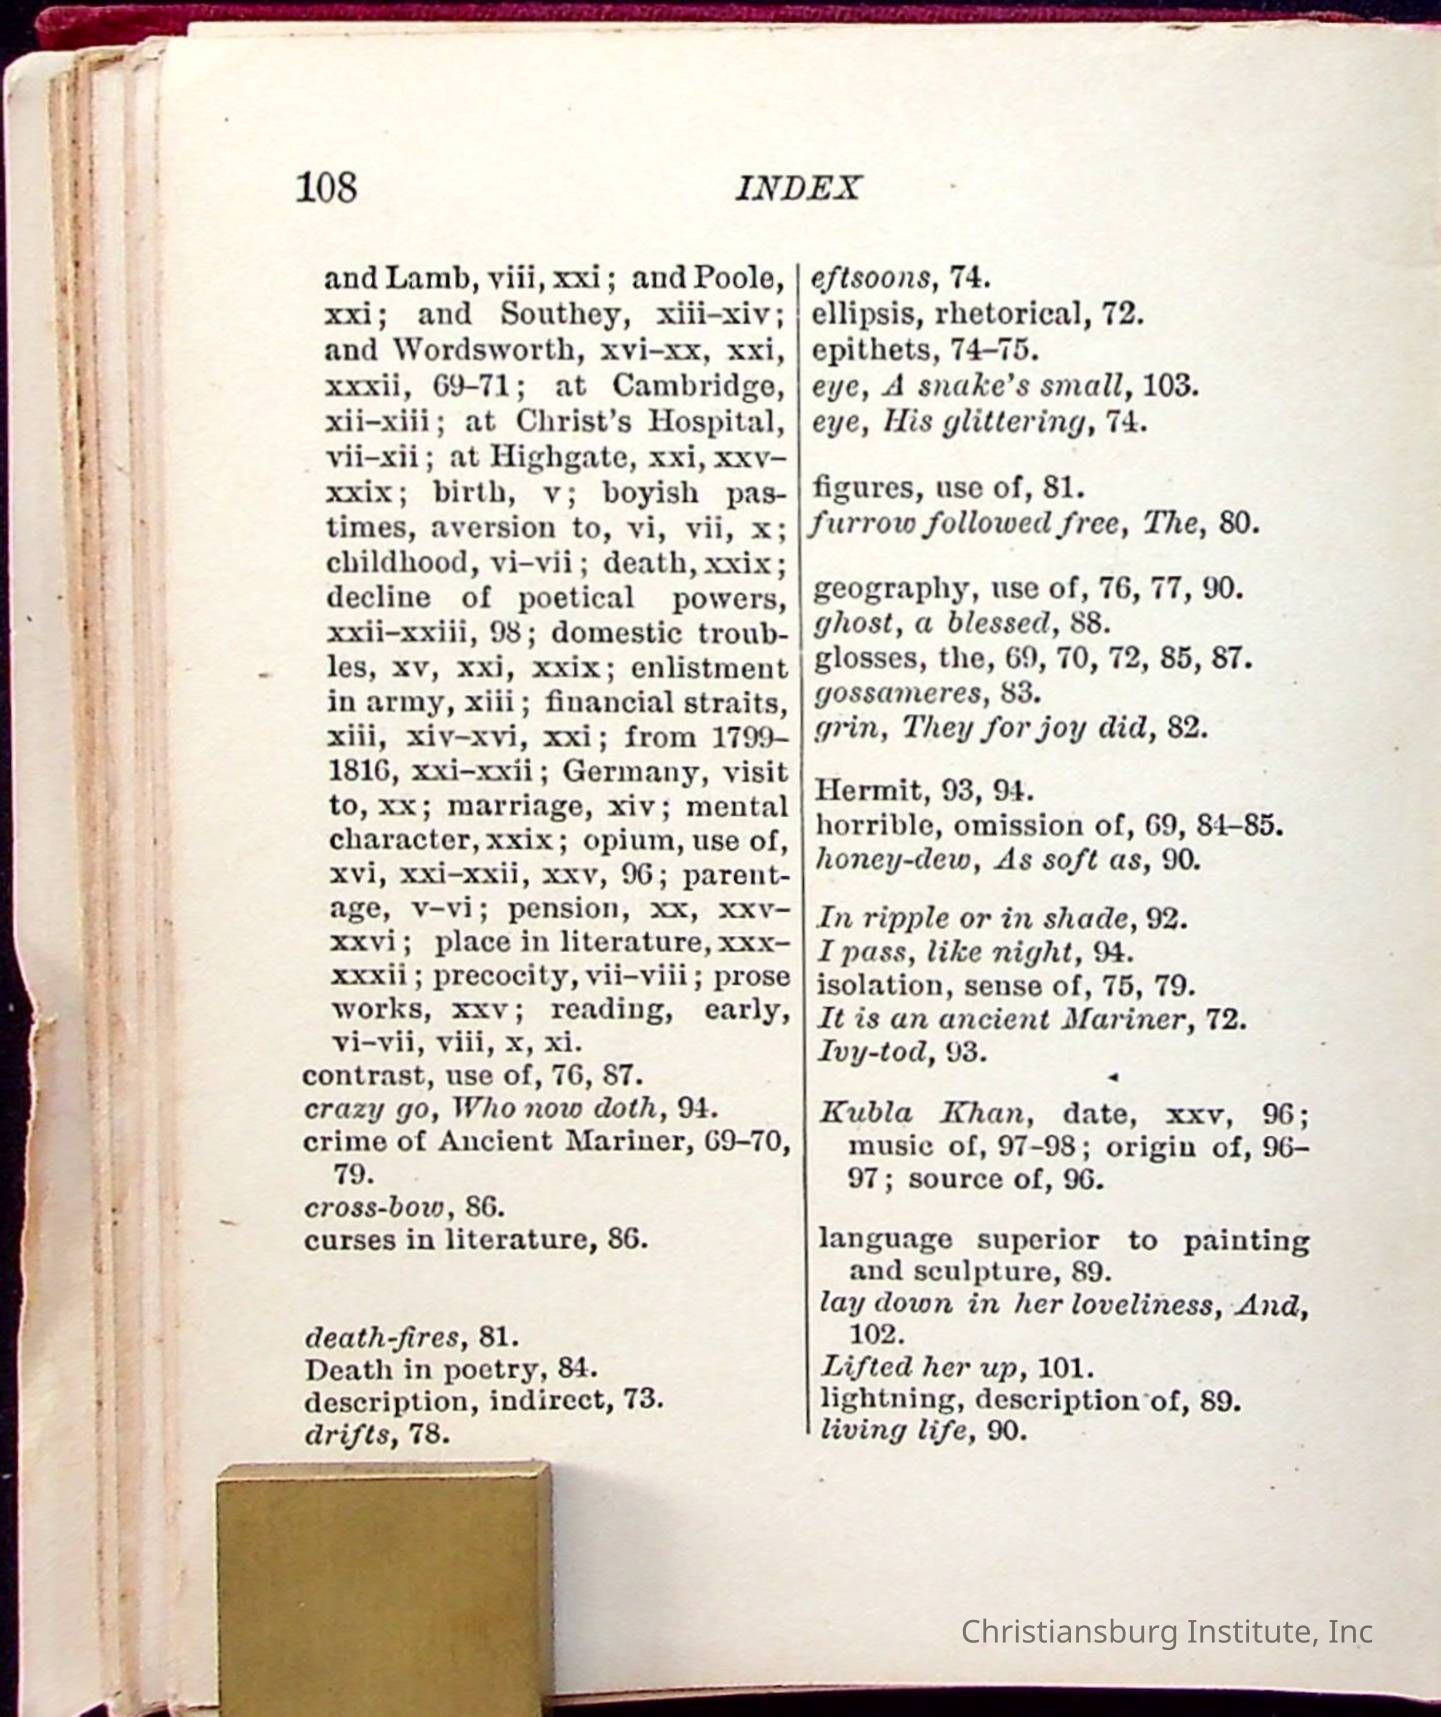 108
INDEX
and Lamb, viii, xxi; and Poole,
xxi; and Southey, xiii–xiv;
and Wordsworth, xvi–xx, xxi,
xxxii, 69–71; at Cambridge,
xii–xiii; at Christ's Hospital,
vii–xii; at Highgate, xxi, xxv–
xxix; birth, v; boyish pas-
times, aversion to, vi, vii, x;
childhood, vi–vii; death, xxix;
decline of poetical powers,
xxii–xxiii, 98; domestic troub-
les, xv, xxi, xxix; enlistment
in army, xiii; financial straits,
xiii, xiv–xvi, xxi; from 1799–
1816, xxi–xxii; Germany, visit
to, xx; marriage, xiv; mental
character, xxix; opium, use of,
xvi, xxi–xxii, xxv, 96; parent-
age, v–vi; pension, xx, xxv–
xxvi; place in literature, xxx–
xxxii; precocity, vii–viii; prose
works, xxv; reading, early,
vi–vii, viii, x, xi.
contrast, use of, 76, 87.
crazy go, Who now doth, 94.
crime of Ancient Mariner, 69–70,
79.
cross-bow, 86.
curses in literature, 86.
death-fires, 81.
Death in poetry, 84.
description, indirect, 73.
drifts, 78.
eftsoons, 74.
ellipsis, rhetorical, 72.
epithets, 74–75.
eye, A snake's small, 103.
eye, His glittering, 74.
figures, use of, 81.
furrow followed free, The, 80.
geography, use of, 76, 77, 90.
ghost, a blessed, 88.
glosses, the, 69, 70, 72, 85, 87.
gossameres, 83.
grin, They for joy did, 82.
Hermit, 93, 94.
horrible, omission of, 69, 84–85.
honey-dew, As soft as, 90.
In ripple or in shade, 92.
I pass, like night, 94.
isolation, sense of, 75, 79.
It is an ancient Mariner, 72.
Ivy-tod, 93.
Kubla Khan, date, xxv, 96;
music of, 97–98; origin of, 96–
97; source of, 96.
language superior to painting
and sculpture, 89.
lay down in her loveliness, And,
102.
Lifted her up, 101.
lightning, description of, 89.
living life, 90.
Christiansburg Institute, Inc